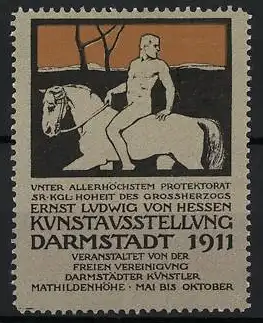 UNTER ALLERHÖCHSTEM PROTEKTORAT
SR·KGL·HOHEIT DES GROSSHERZOGS
ERNST LUDWIG VON HESSEN
KVNSTAVSSTELLVNG
DARMSTADT 1911
VERANSTALTET VON DER
FREIEN VEREINIGUNG
DARMSTÄDTER KÜNSTLER
MATHILDENHÖHE · MAI BIS OKTOBER